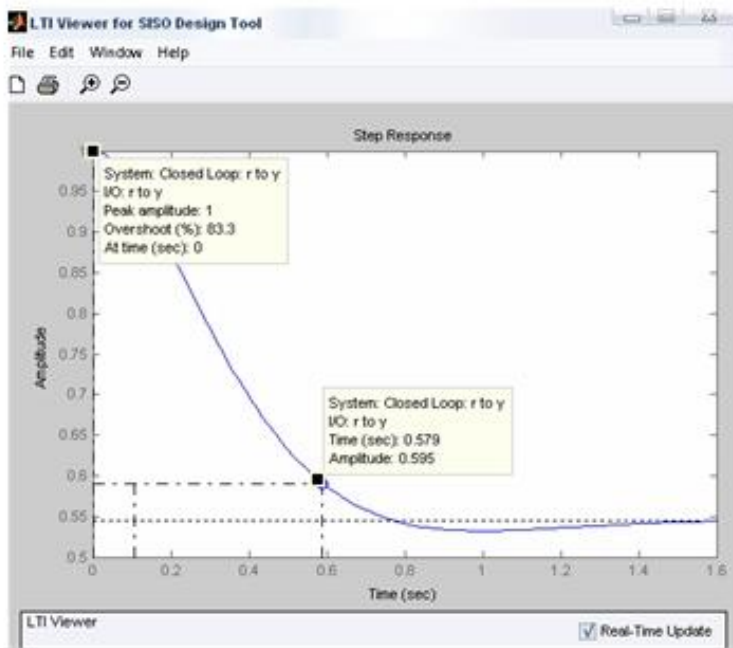 LTI Viewer for SISO Design Tool
File Edit Window Help
Step Response
1
0.95
0.9
0.85
0.8
0.75
0.7
0.65
0.6
0.55
0.5
Amplitude
System: Closed Loop: r to y
I/O: r to y
Peak amplitude: 1
Overshoot (%): 83.3
At time (sec): 0
System: Closed Loop: r to y
I/O: r to y
Time (sec): 0.579
Amplitude: 0.595
0 0.2 0.4 0.6 0.8 1 1.2 1.4 1.6
Time (sec)
LTI Viewer
Real-Time Update